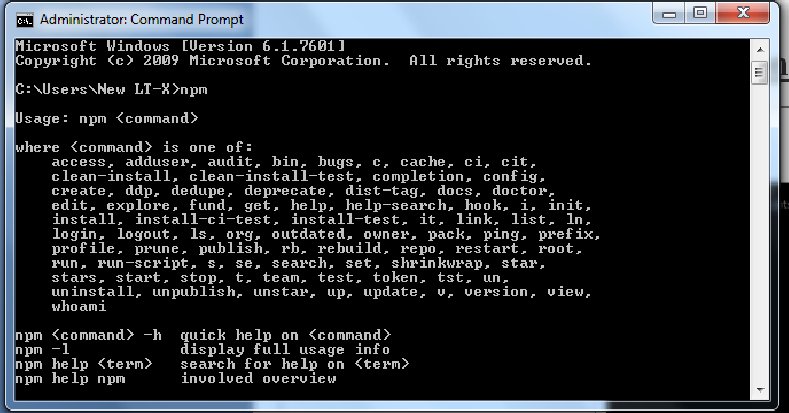 Administrator: Command Prompt
Microsoft Windows [Version 6.1.7601]
Copyright (c) 2009 Microsoft Corporation.  All rights reserved.
C:\Users\New LT-X>npm
Usage: npm <command>
where <command> is one of:
    access, adduser, audit, bin, bugs, c, cache, ci, cit,
    clean-install, clean-install-test, completion, config,
    create, ddp, dedupe, deprecate, dist-tag, docs, doctor,
    edit, explore, fund, get, help, help-search, hook, i, init,
    install, install-ci-test, install-test, it, link, list, ln,
    login, logout, ls, org, outdated, owner, pack, ping, prefix,
    profile, prune, publish, rb, rebuild, repo, restart, root,
    run, run-script, s, se, search, set, shrinkwrap, star,
    stars, start, stop, t, team, test, token, tst, un,
    uninstall, unpublish, unstar, up, update, v, version, view,
    whoami
npm <command> -h  quick help on <command>
npm -l            display full usage info
npm help <term>   search for help on <term>
npm help npm      involved overview